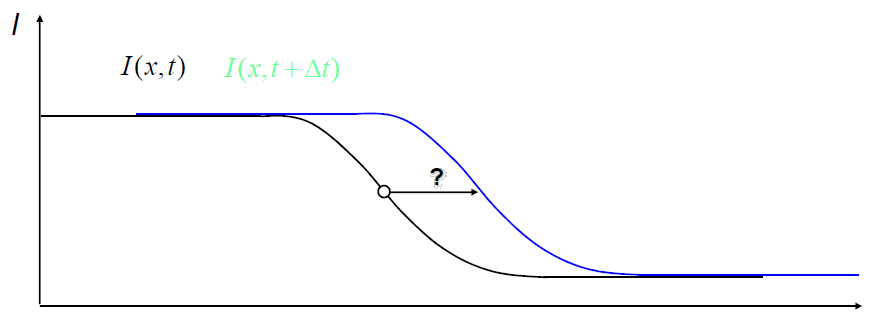 I
I(x,t) I(x,t+Δt)
?